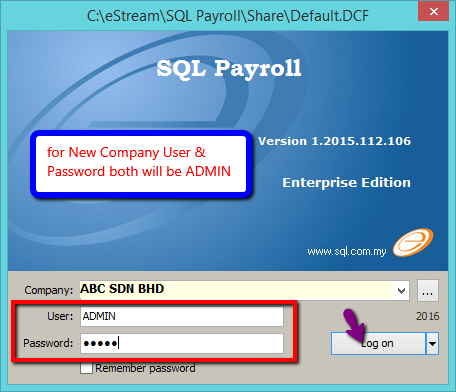 C:\eStream\SQL Payroll\Share\Default.DCF
SQL Payroll
for New Company User &
Password both will be ADMIN
Version 1.2015.112.106
Enterprise Edition
www.sql.com.my
Company: ABC SDN BHD ...
User: ADMIN 2016
Password: ●●●●● Log on
Remember password